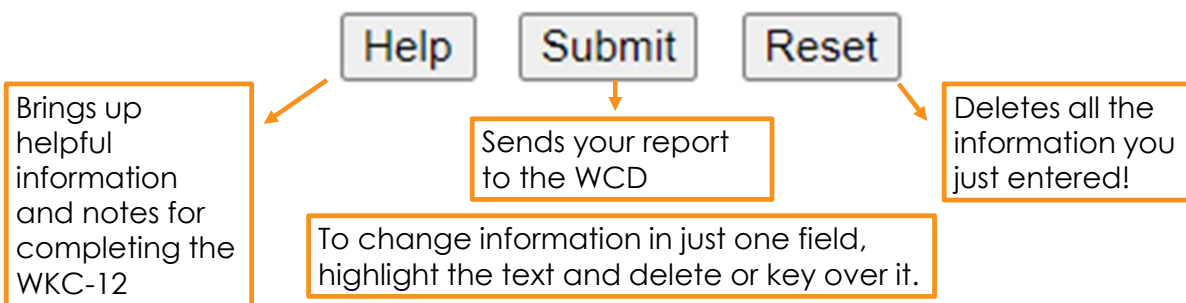 Help
Submit
Reset
Brings up
helpful
information
and notes for
completing the
WKC-12
Sends your report
to the WCD
Deletes all the
information you
just entered!
To change information in just one field,
highlight the text and delete or key over it.